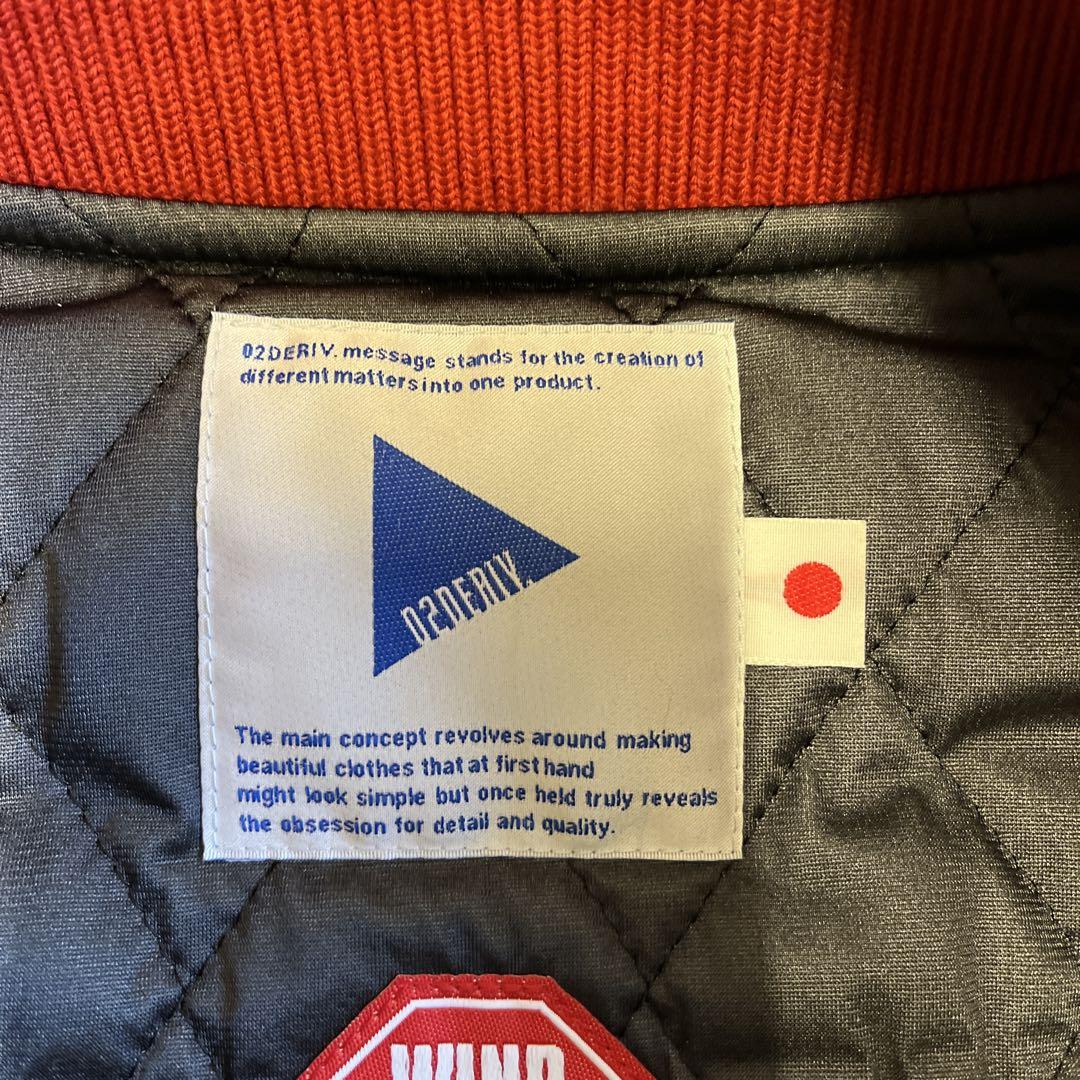 02DERIV. message stands for the creation of
different matters into one product.
02DERIV.
The main concept revolves around making
beautiful clothes that at first hand
might look simple but once held truly reveals
the obsession for detail and quality.